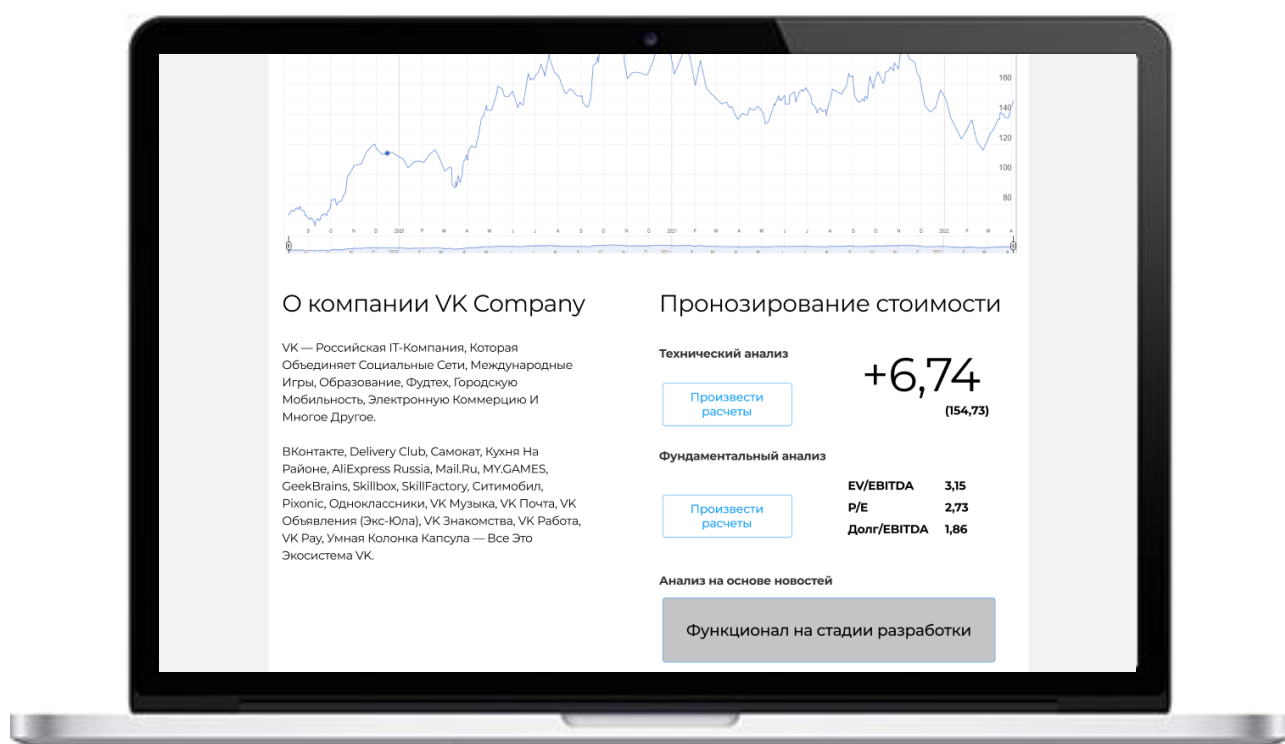 160
140
120
100
80
S O N D 2020 F M A M J J A S O N D 2021 F M A M J J A S O N D 2022 F M A
О компании VK Company
VK — Российская IT-Компания, Которая
Объединяет Социальные Сети, Международные
Игры, Образование, Фудтех, Городскую
Мобильность, Электронную Коммерцию И
Многое Другое.
ВКонтакте, Delivery Club, Самокат, Кухня На
Районе, AliExpress Russia, Mail.Ru, MY.GAMES,
GeekBrains, Skillbox, SkillFactory, Ситимобил,
Pixonic, Одноклассники, VK Музыка, VK Почта, VK
Объявления (Экс-Юла), VK Знакомства, VK Работа,
VK Pay, Умная Колонка Капсула — Все Это
Экосистема VK.
Пронозирование стоимости
Технический анализ
Произвести
расчеты
+6,74
(154,73)
Фундаментальный анализ
Произвести
расчеты
EV/EBITDA 3,15
P/E 2,73
Долг/EBITDA 1,86
Анализ на основе новостей
Функционал на стадии разработки